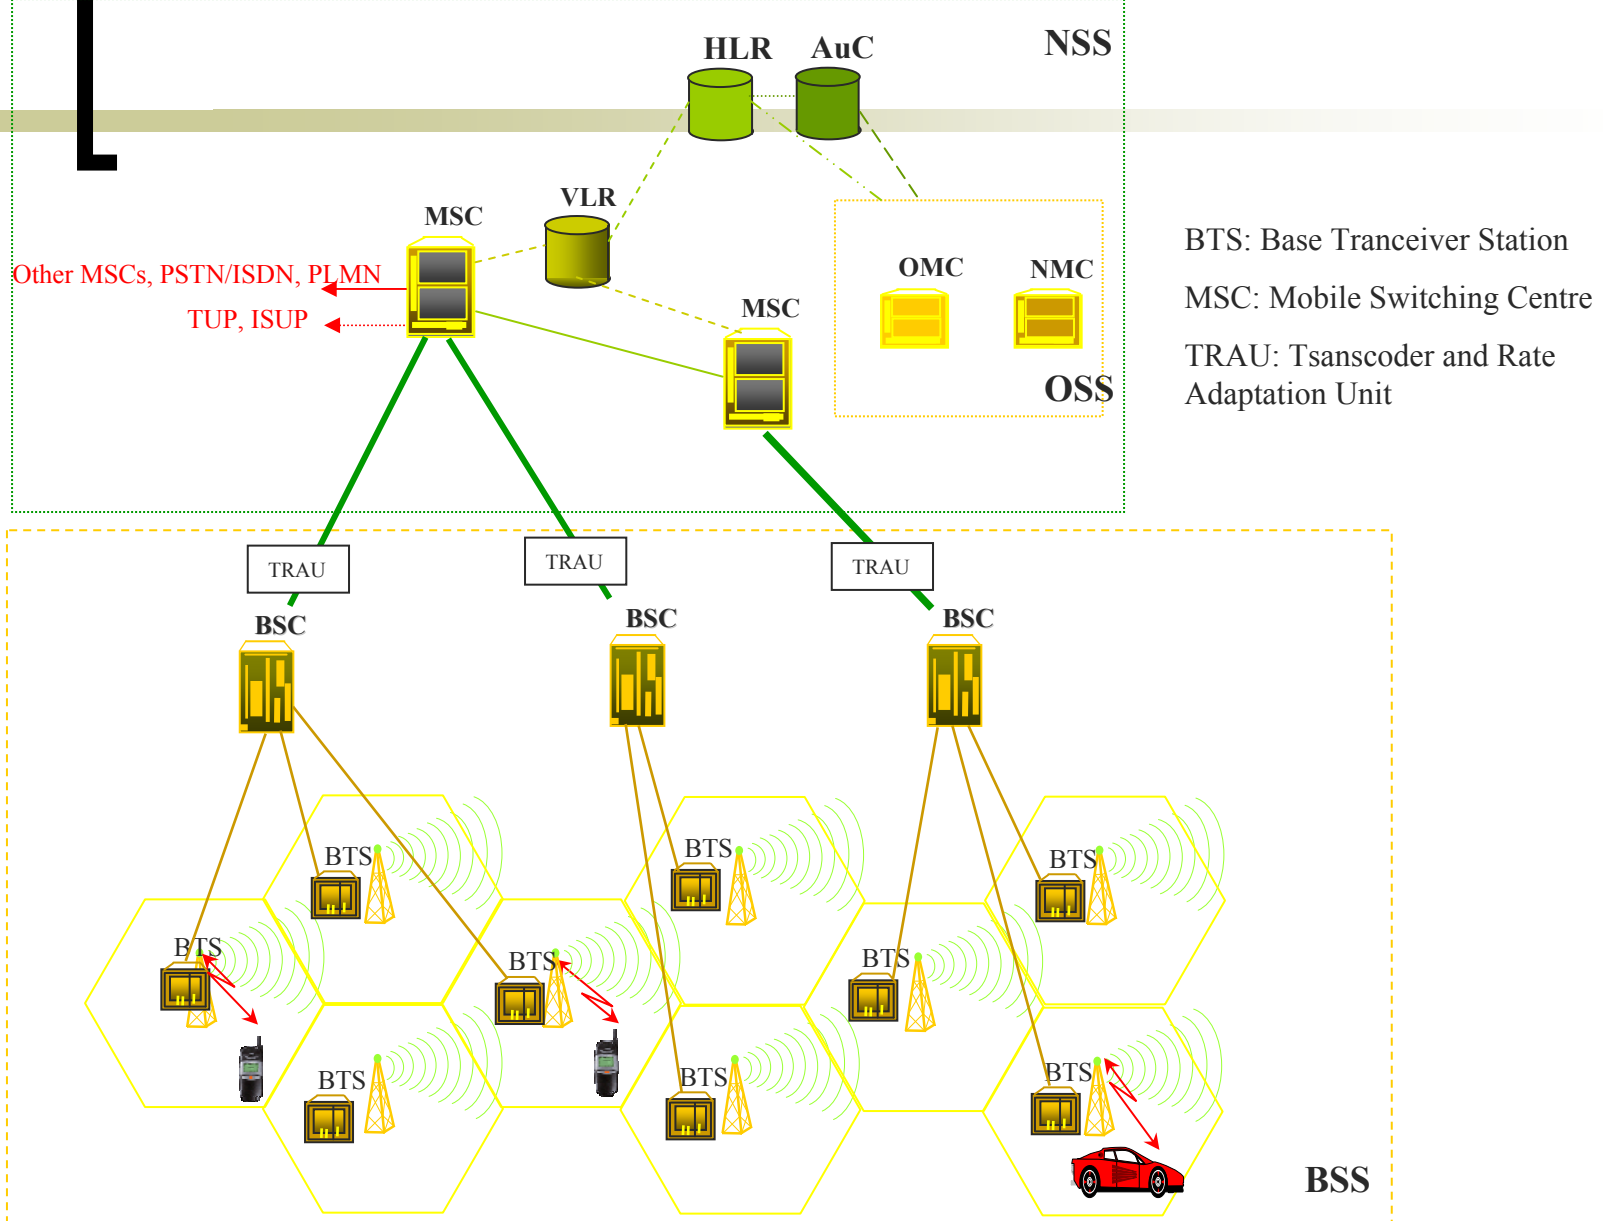 HLR
AuC
NSS
VLR
MSC
Other MSCs, PSTN/ISDN, PLMN
TUP, ISUP
MSC
OMC
NMC
OSS
BTS: Base Tranceiver Station
MSC: Mobile Switching Centre
TRAU: Tsanscoder and Rate
Adaptation Unit
TRAU
TRAU
TRAU
BSC
BSC
BSC
BTS
BTS
BTS
BTS
BTS
BTS
BTS
BTS
BTS
BSS